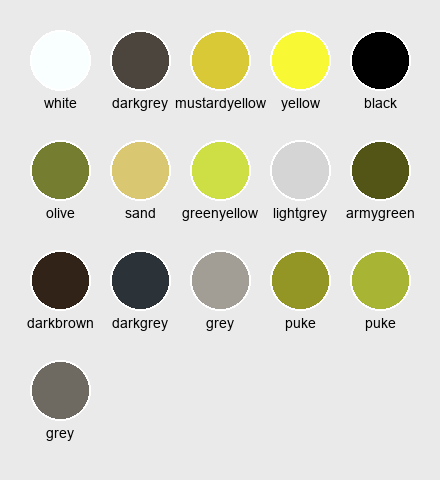 white darkgrey mustardyellow yellow black
olive sand greenyellow lightgrey armygreen
darkbrown darkgrey grey puke puke
grey